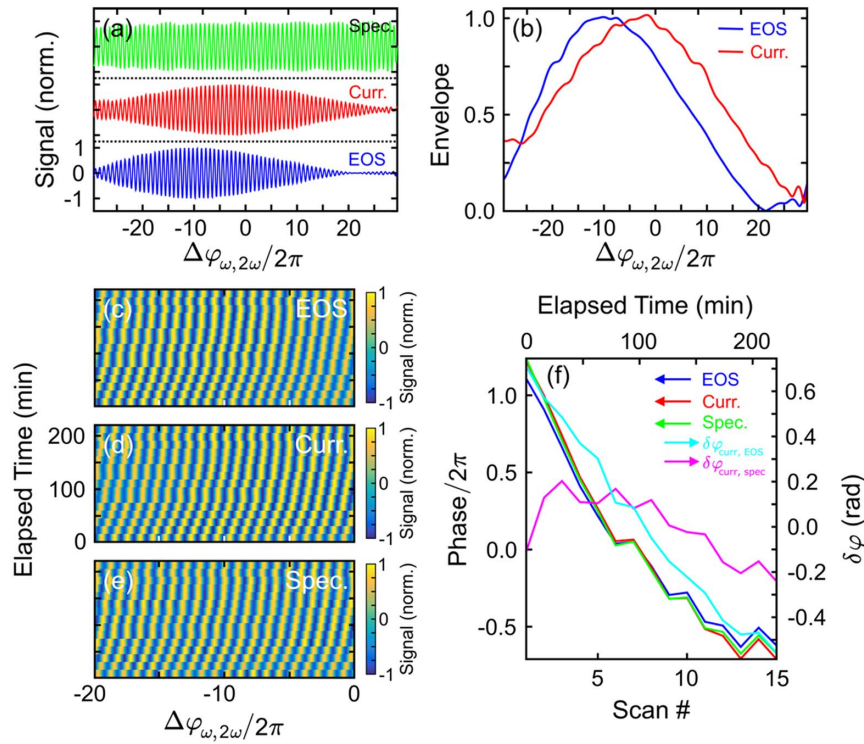 (a)
Spec.
Curr.
EOS
Signal (norm.)
1
0
-1
-20 -10 0 10 20
Δφω,2ω/2π
(b)
EOS
Curr.
Envelope
1.0
0.5
0.0
-20 -10 0 10 20
Δφω,2ω/2π
(c)
EOS
1
0
-1
Signal (norm.)
(d)
Curr.
200
100
0
1
0
-1
Signal (norm.)
Elapsed Time (min)
(e)
Spec.
1
0
-1
Signal (norm.)
-20 -10 0
Δφω,2ω/2π
Elapsed Time (min)
0 100 200
(f)
EOS
Curr.
Spec.
δφcurr, EOS
δφcurr, spec
Phase/2π
1.0
0.5
0.0
-0.5
0.6
0.4
0.2
0.0
-0.2
-0.4
δφ (rad)
5 10 15
Scan #